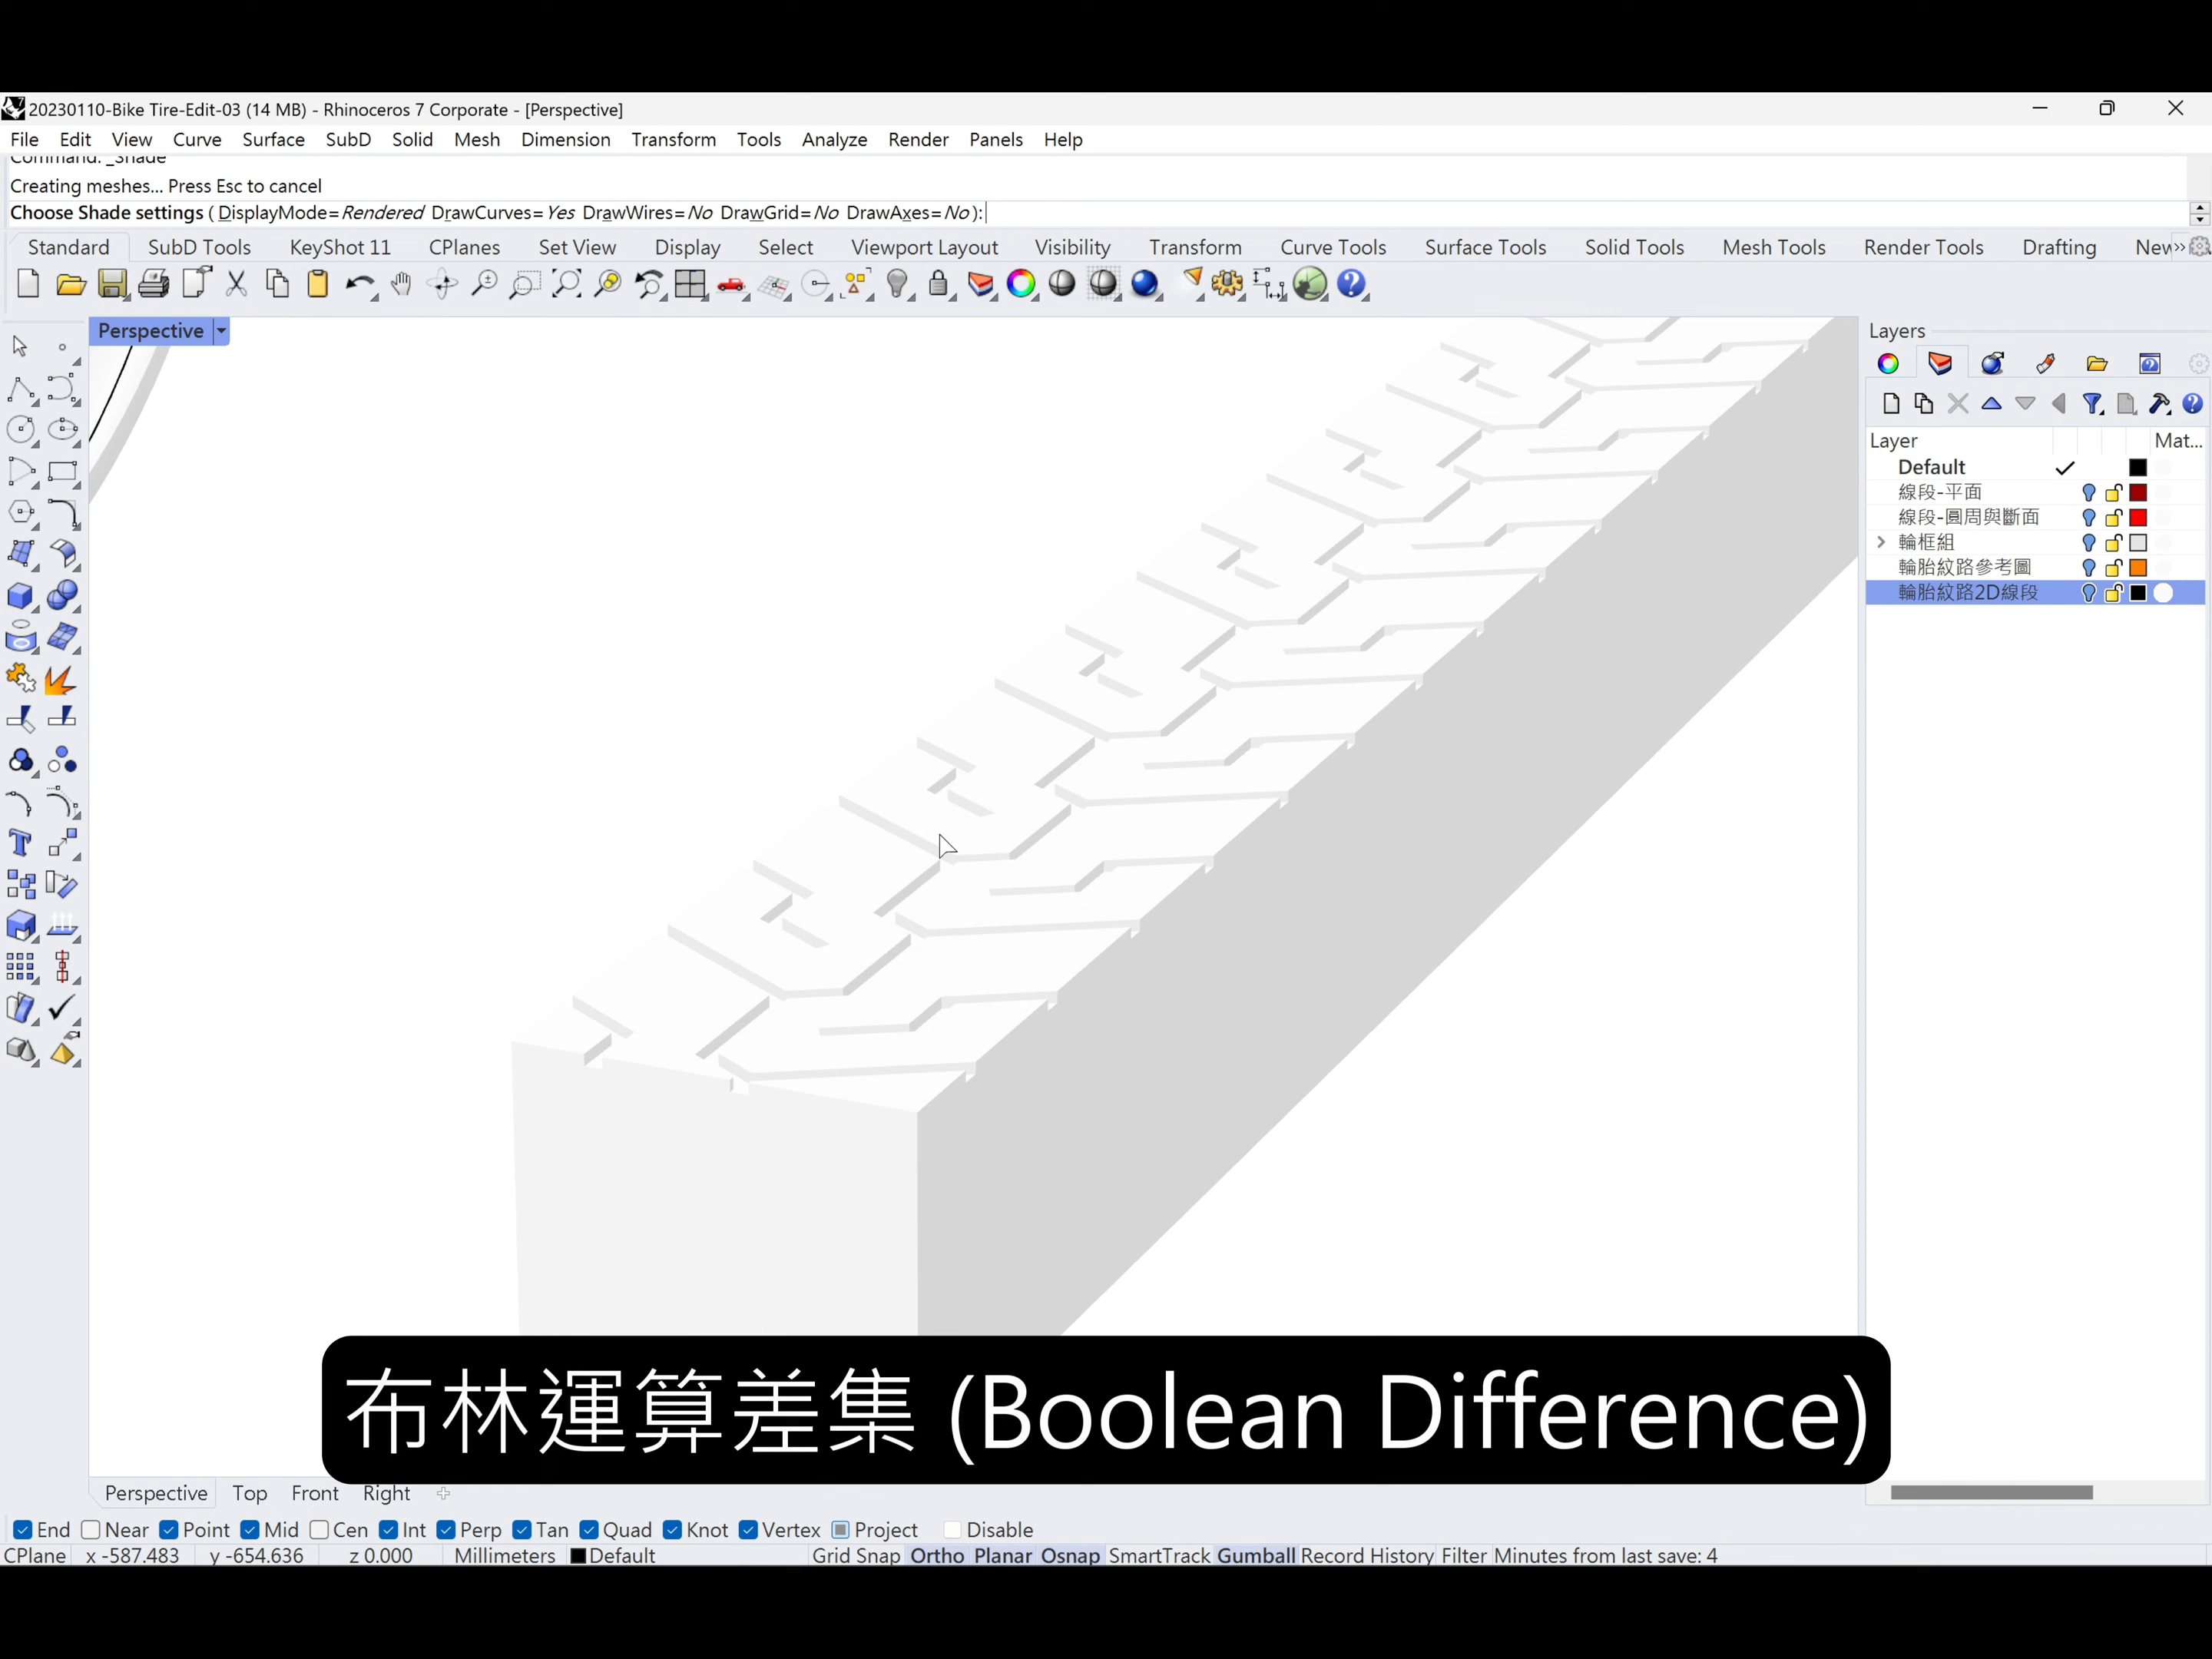 20230110-Bike Tire-Edit-03 (14 MB) - Rhinoceros 7 Corporate - [Perspective]
File Edit View Curve Surface SubD Solid Mesh Dimension Transform Tools Analyze Render Panels Help
Command: _Shade
Creating meshes... Press Esc to cancel
Choose Shade settings ( DisplayMode=Rendered DrawCurves=Yes DrawWires=No DrawGrid=No DrawAxes=No ):
Standard SubD Tools KeyShot 11 CPlanes Set View Display Select Viewport Layout Visibility Transform Curve Tools Surface Tools Solid Tools Mesh Tools Render Tools Drafting New
Perspective
Layers
Layer Mat...
Default
線段-平面
線段-圓周與斷面
輪框組
輪胎紋路參考圖
輪胎紋路2D線段
布林運算差集 (Boolean Difference)
Perspective Top Front Right
End Near Point Mid Cen Int Perp Tan Quad Knot Vertex Project Disable
CPlane x -587.483 y -654.636 z 0.000 Millimeters Default Grid Snap Ortho Planar Osnap SmartTrack Gumball Record History Filter Minutes from last save: 4